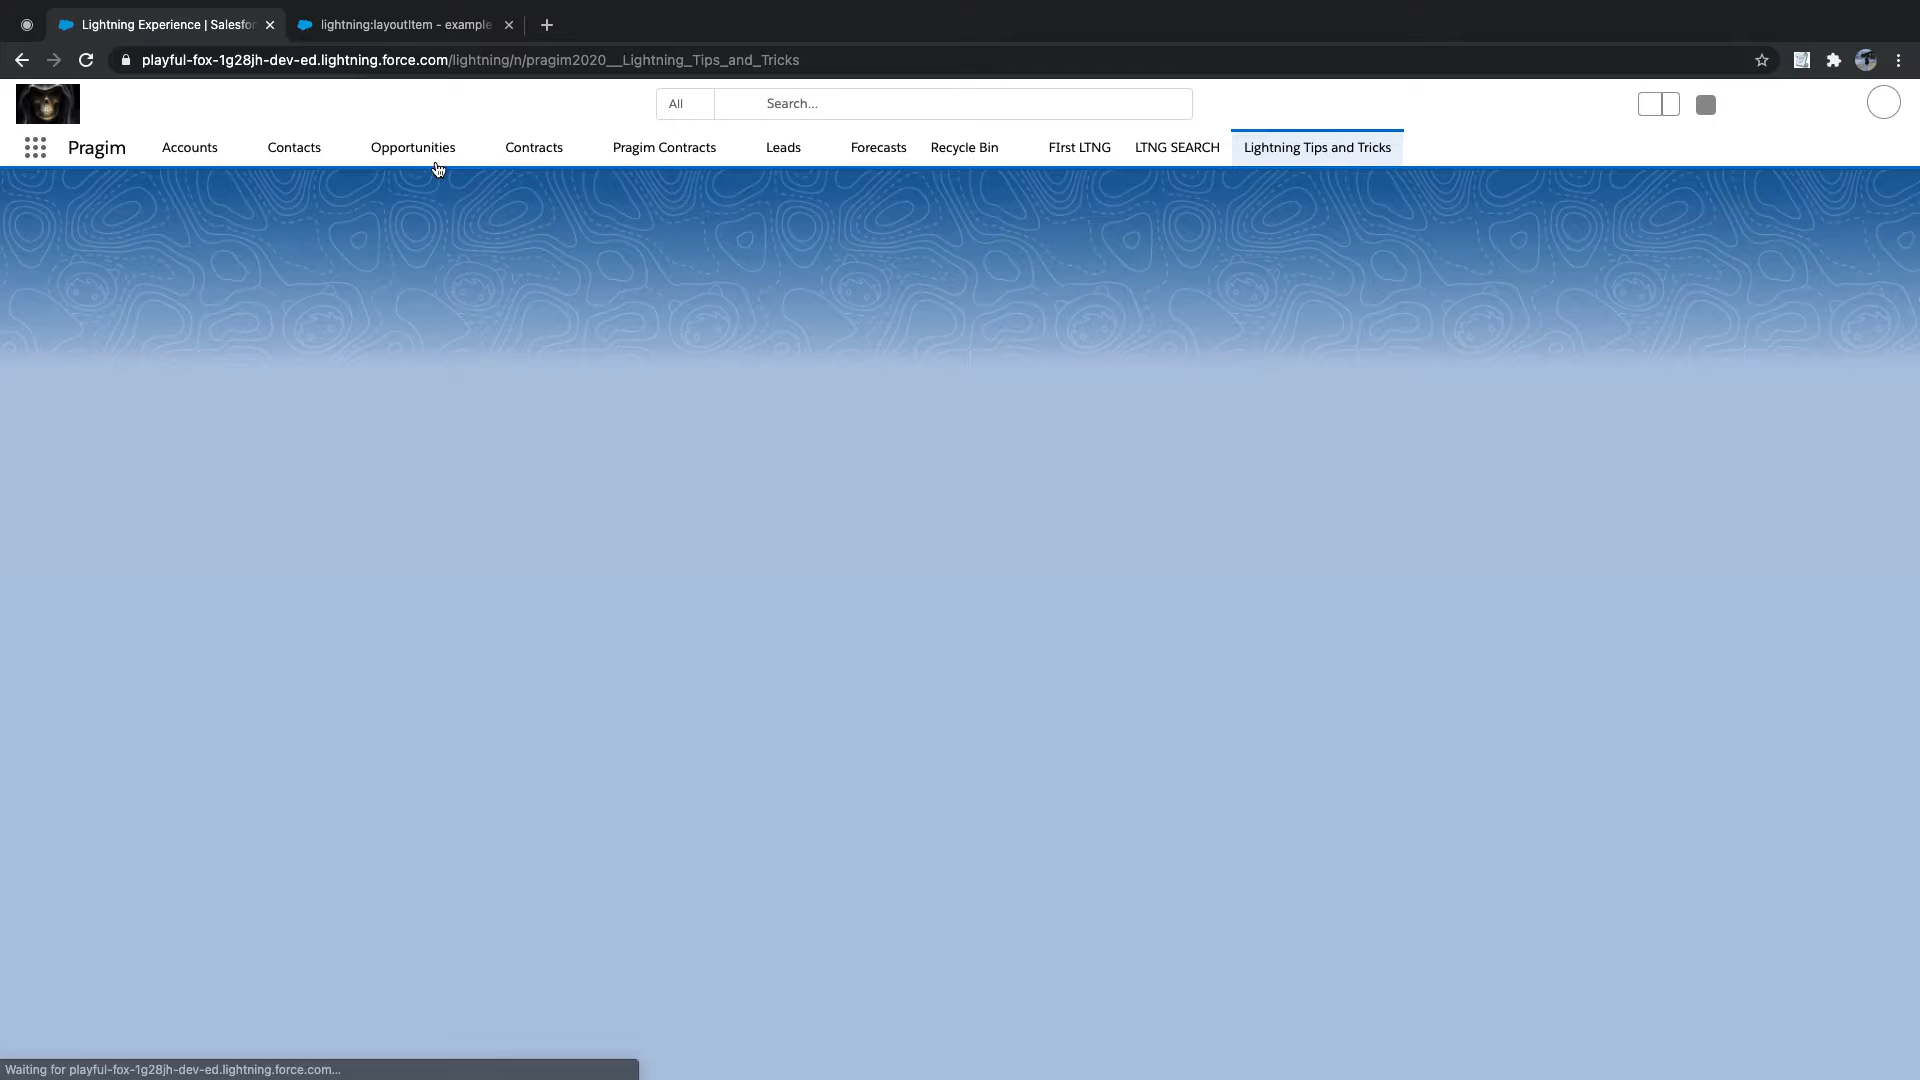 Lightning Experience | Salesfo
lightning:layoutItem - example
playful-fox-1g28jh-dev-ed.lightning.force.com/lightning/n/pragim2020__Lightning_Tips_and_Tricks
All
Search...
Pragim
Accounts
Contacts
Opportunities
Contracts
Pragim Contracts
Leads
Forecasts
Recycle Bin
FIrst LTNG
LTNG SEARCH
Lightning Tips and Tricks
Waiting for playful-fox-1g28jh-dev-ed.lightning.force.com...